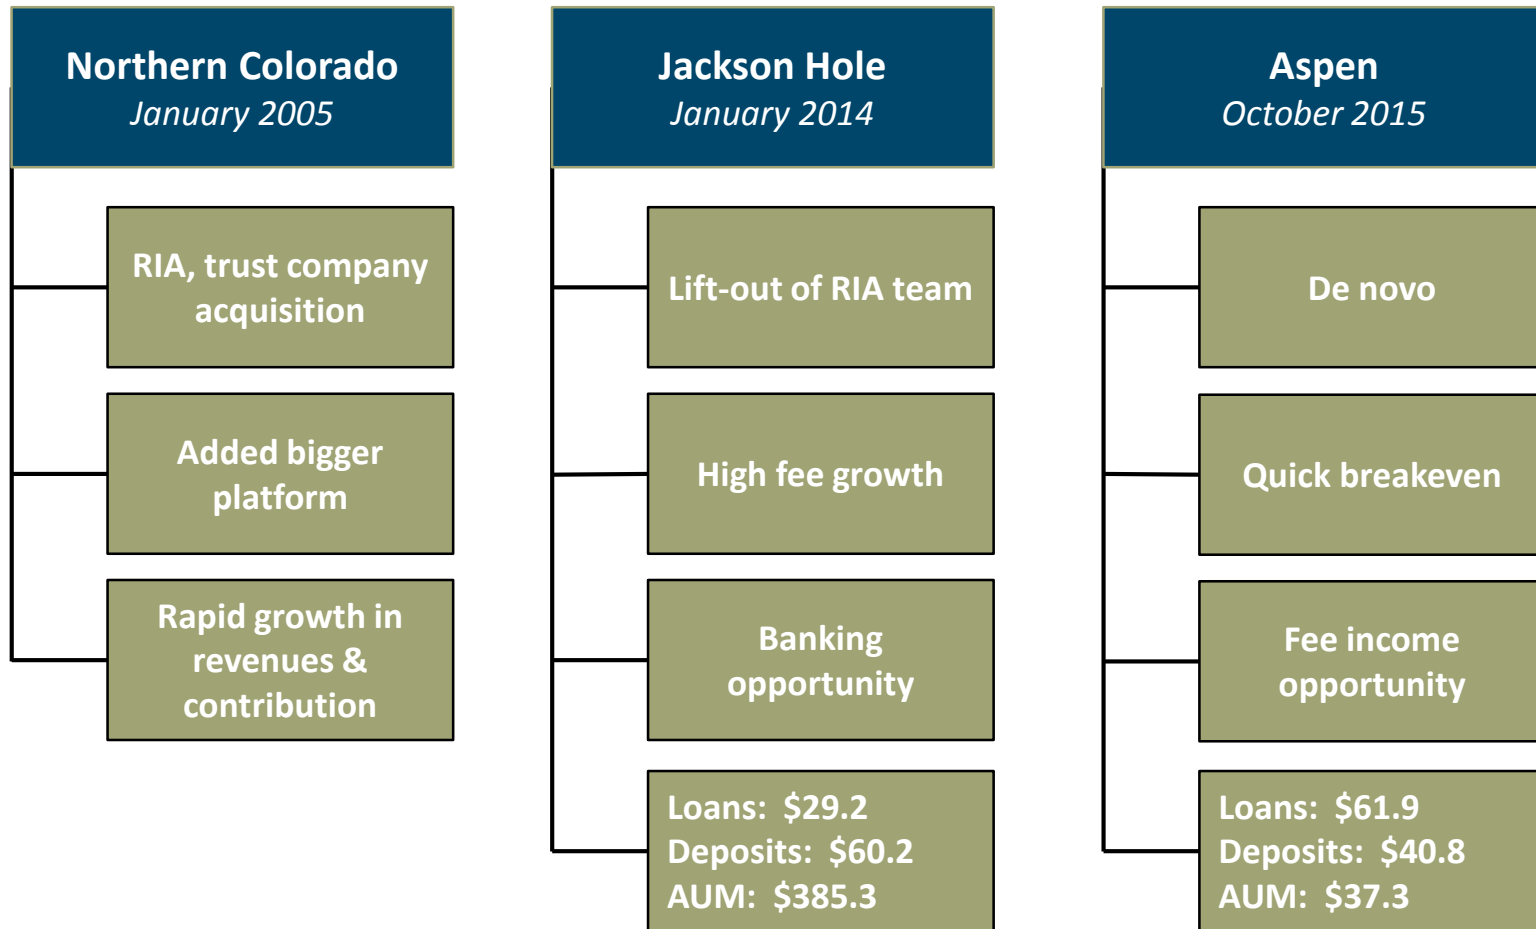 Northern Colorado
January 2005
RIA, trust company
acquisition
Added bigger
platform
Rapid growth in
revenues &
contribution
Jackson Hole
January 2014
Lift-out of RIA team
High fee growth
Banking
opportunity
Loans:  $29.2
Deposits:  $60.2
AUM:  $385.3
Aspen
October 2015
De novo
Quick breakeven
Fee income
opportunity
Loans:  $61.9
Deposits:  $40.8
AUM:  $37.3